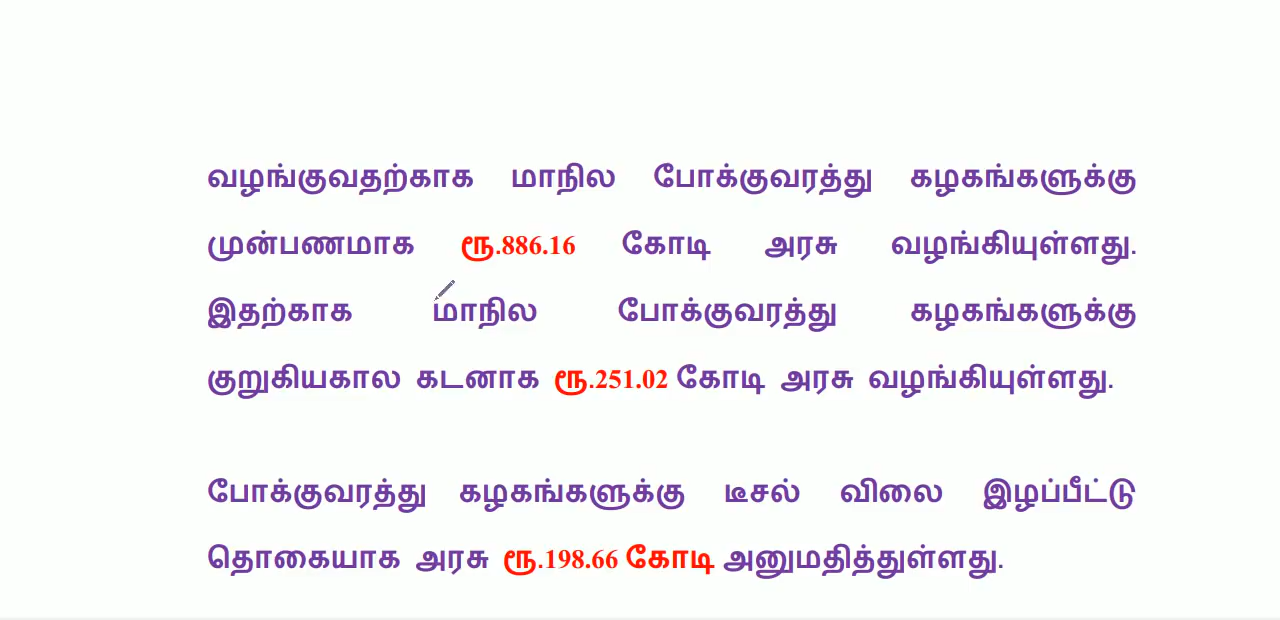 வழங்குவதற்காக மாநில போக்குவரத்து கழகங்களுக்கு
முன்பணமாக ரூ.886.16 கோடி அரசு வழங்கியுள்ளது.
இதற்காக மாநில போக்குவரத்து கழகங்களுக்கு
குறுகியகால கடனாக ரூ.251.02 கோடி அரசு வழங்கியுள்ளது.
போக்குவரத்து கழகங்களுக்கு டீசல் விலை இழப்பீட்டு
தொகையாக அரசு ரூ.198.66 கோடி அனுமதித்துள்ளது.